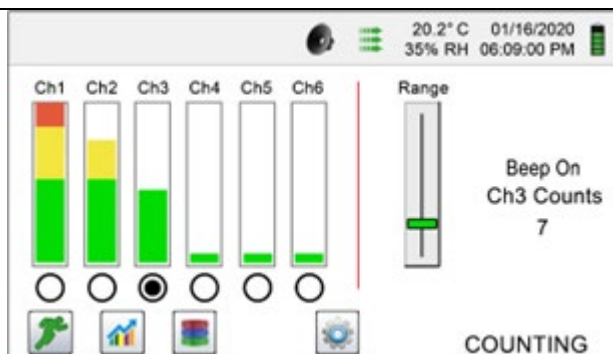 20.2° C 01/16/2020
35% RH 06:09:00 PM
Ch1 Ch2 Ch3 Ch4 Ch5 Ch6 Range
Beep On
Ch3 Counts
7
COUNTING